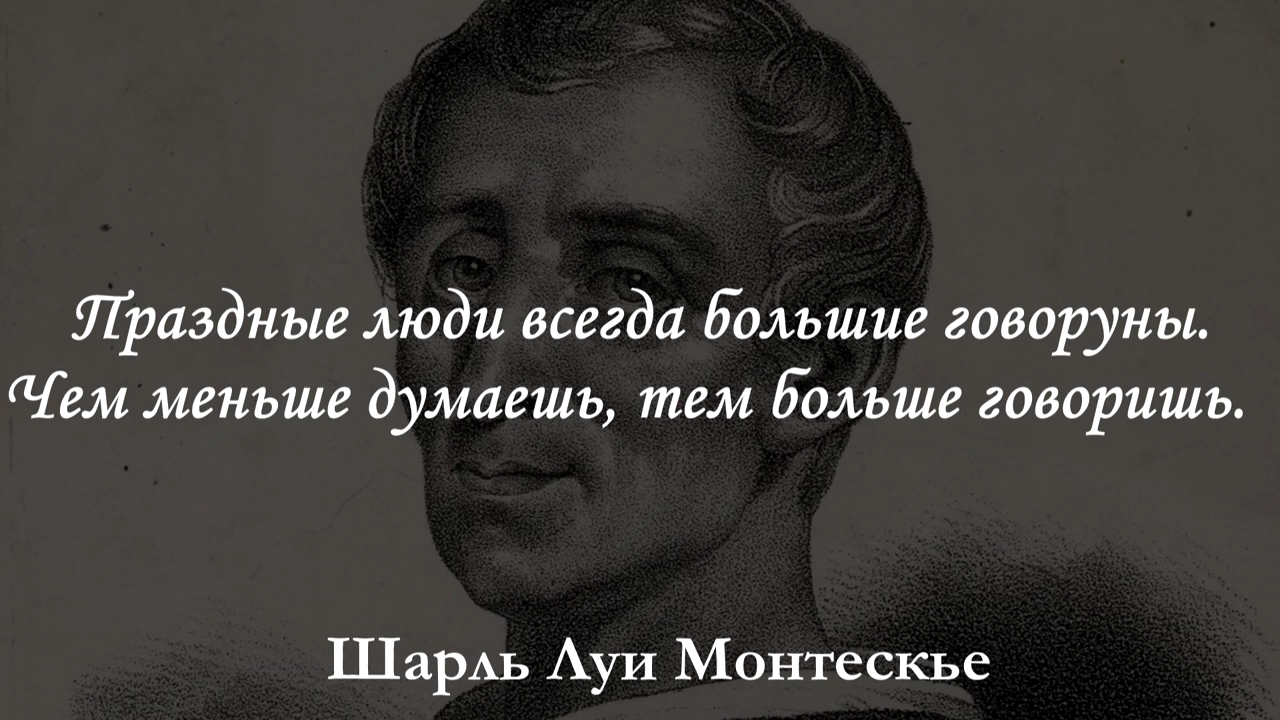 Праздные люди всегда большие говоруны.
Чем меньше думаешь, тем больше говоришь.
Шарль Луи Монтескье